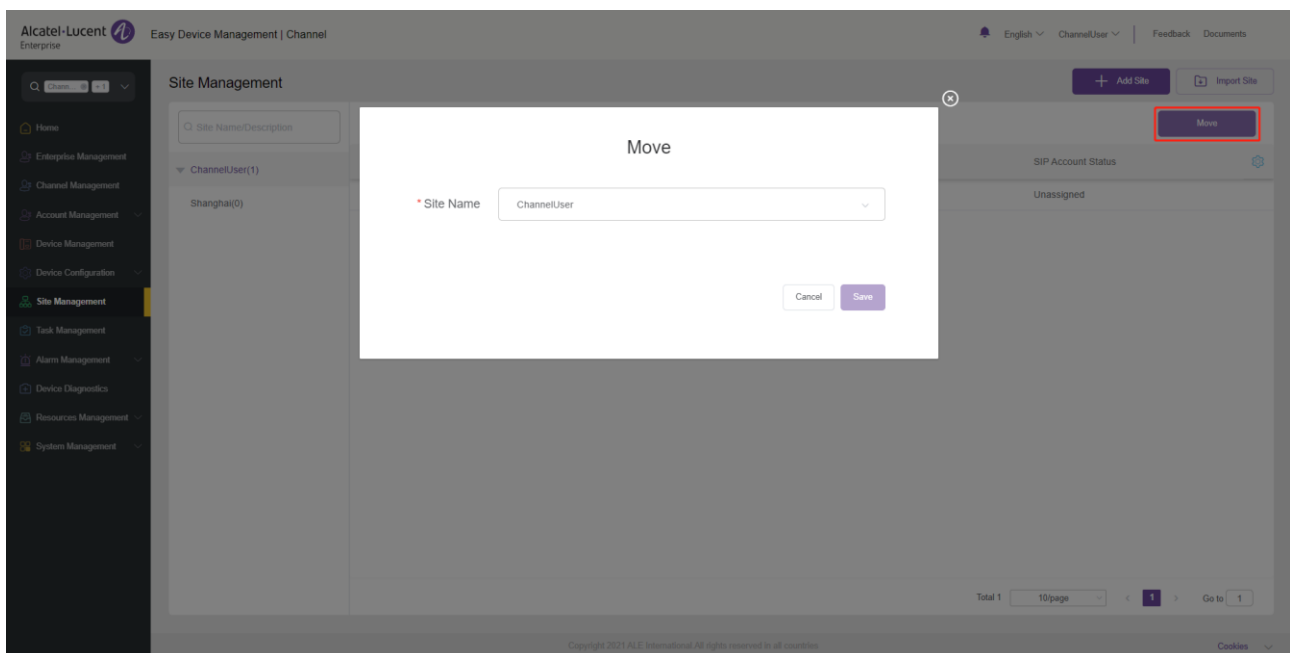 Alcatel-Lucent
Enterprise
Easy Device Management | Channel
English
ChannelUser
Feedback
Documents
Chann...
+ 1
Site Management
Add Site
Import Site
Home
Enterprise Management
Channel Management
Account Management
Device Management
Device Configuration
Site Management
Task Management
Alarm Management
Device Diagnostics
Resources Management
System Management
Site Name/Description
ChannelUser(1)
Shanghai(0)
Move
SIP Account Status
Unassigned
Move
* Site Name
ChannelUser
Cancel
Save
Total 1
10/page
1
Go to 1
Copyright 2021 ALE International All rights reserved in all countries.
Cookies